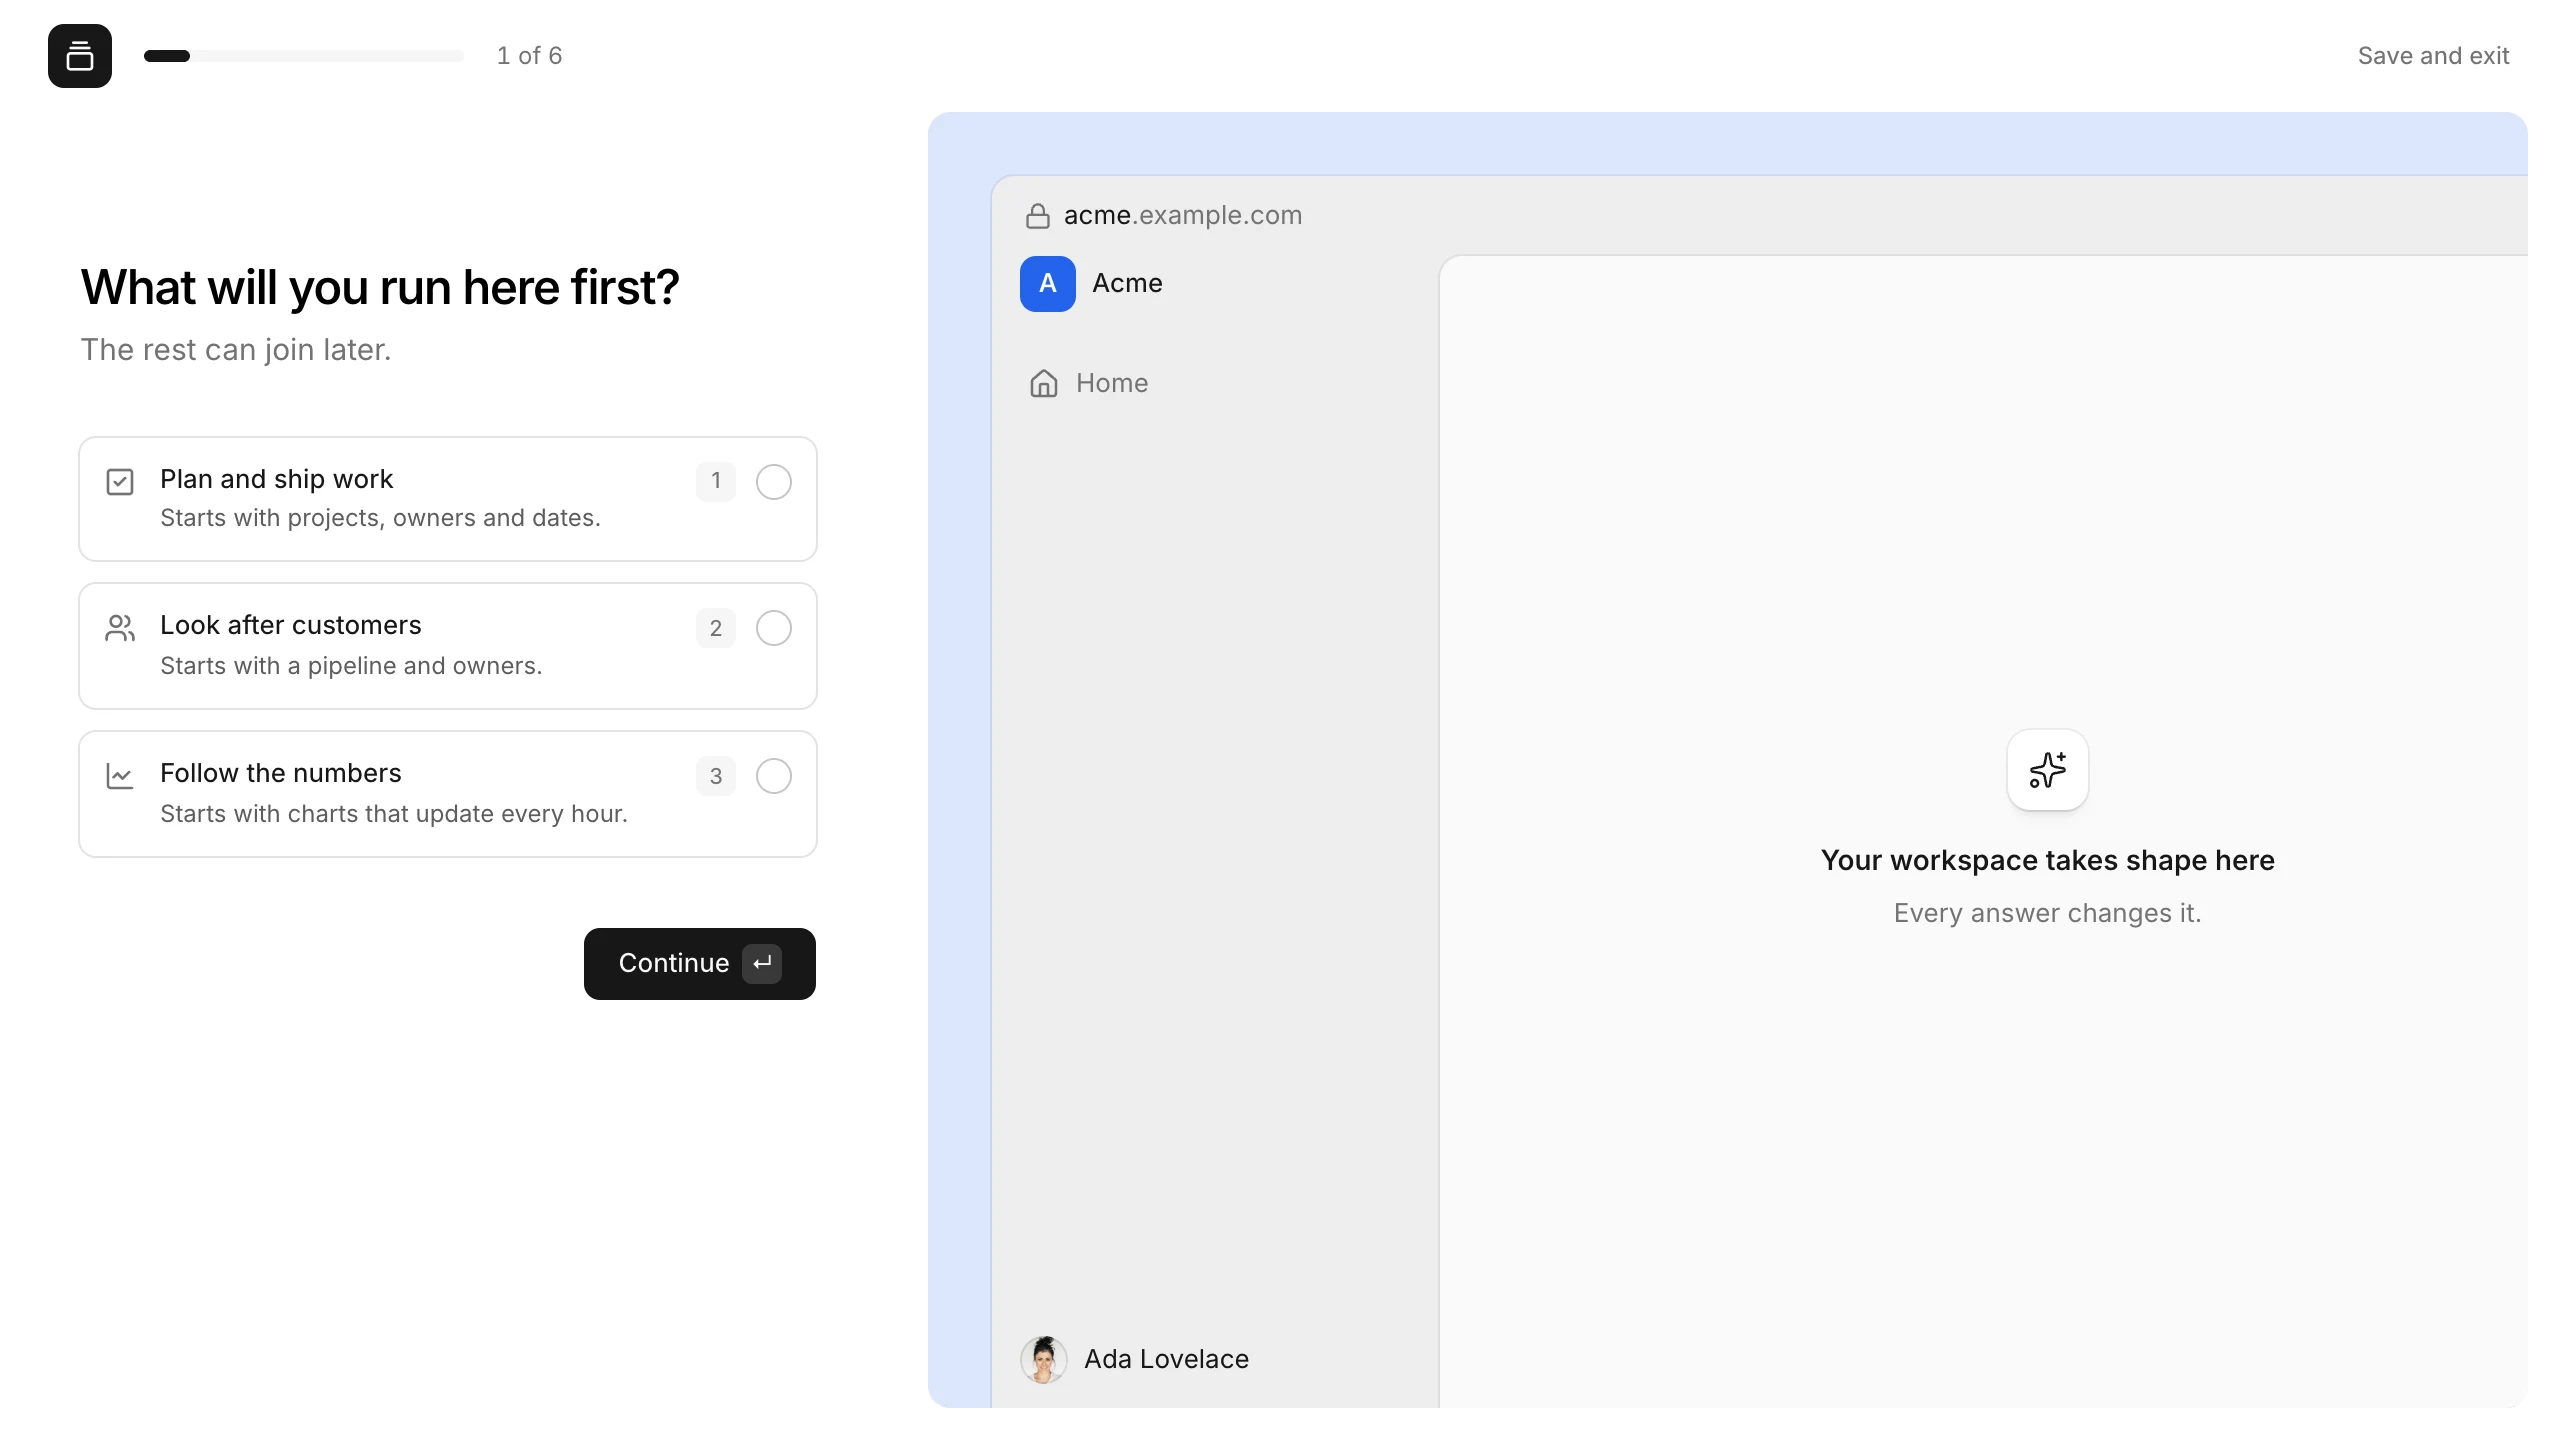 1 of 6
Save and exit
What will you run here first?
The rest can join later.
Plan and ship work
1
Starts with projects, owners and dates.
Look after customers
2
Starts with a pipeline and owners.
Follow the numbers
3
Starts with charts that update every hour.
Continue
acme.example.com
A
Acme
Home
Your workspace takes shape here
Every answer changes it.
Ada Lovelace